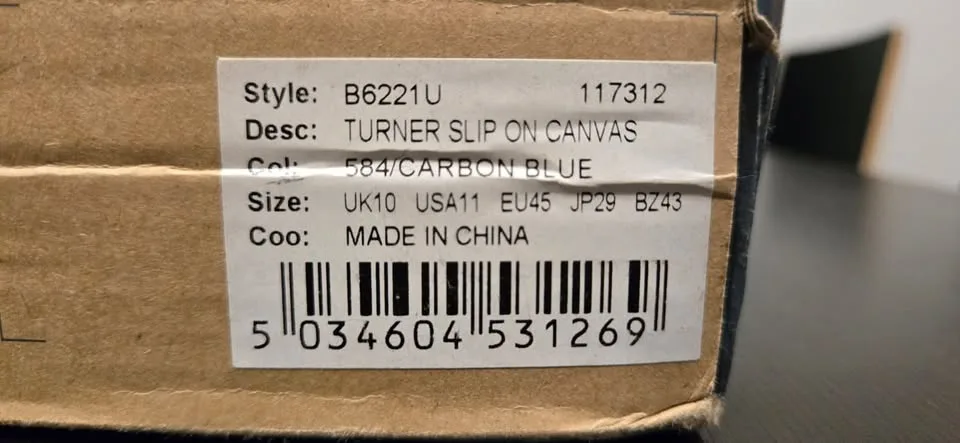 Style: B6221U 117312
Desc: TURNER SLIP ON CANVAS
Col: 584/CARBON BLUE
Size: UK10 USA11 EU45 JP29 BZ43
Coo: MADE IN CHINA
5 034604 531269